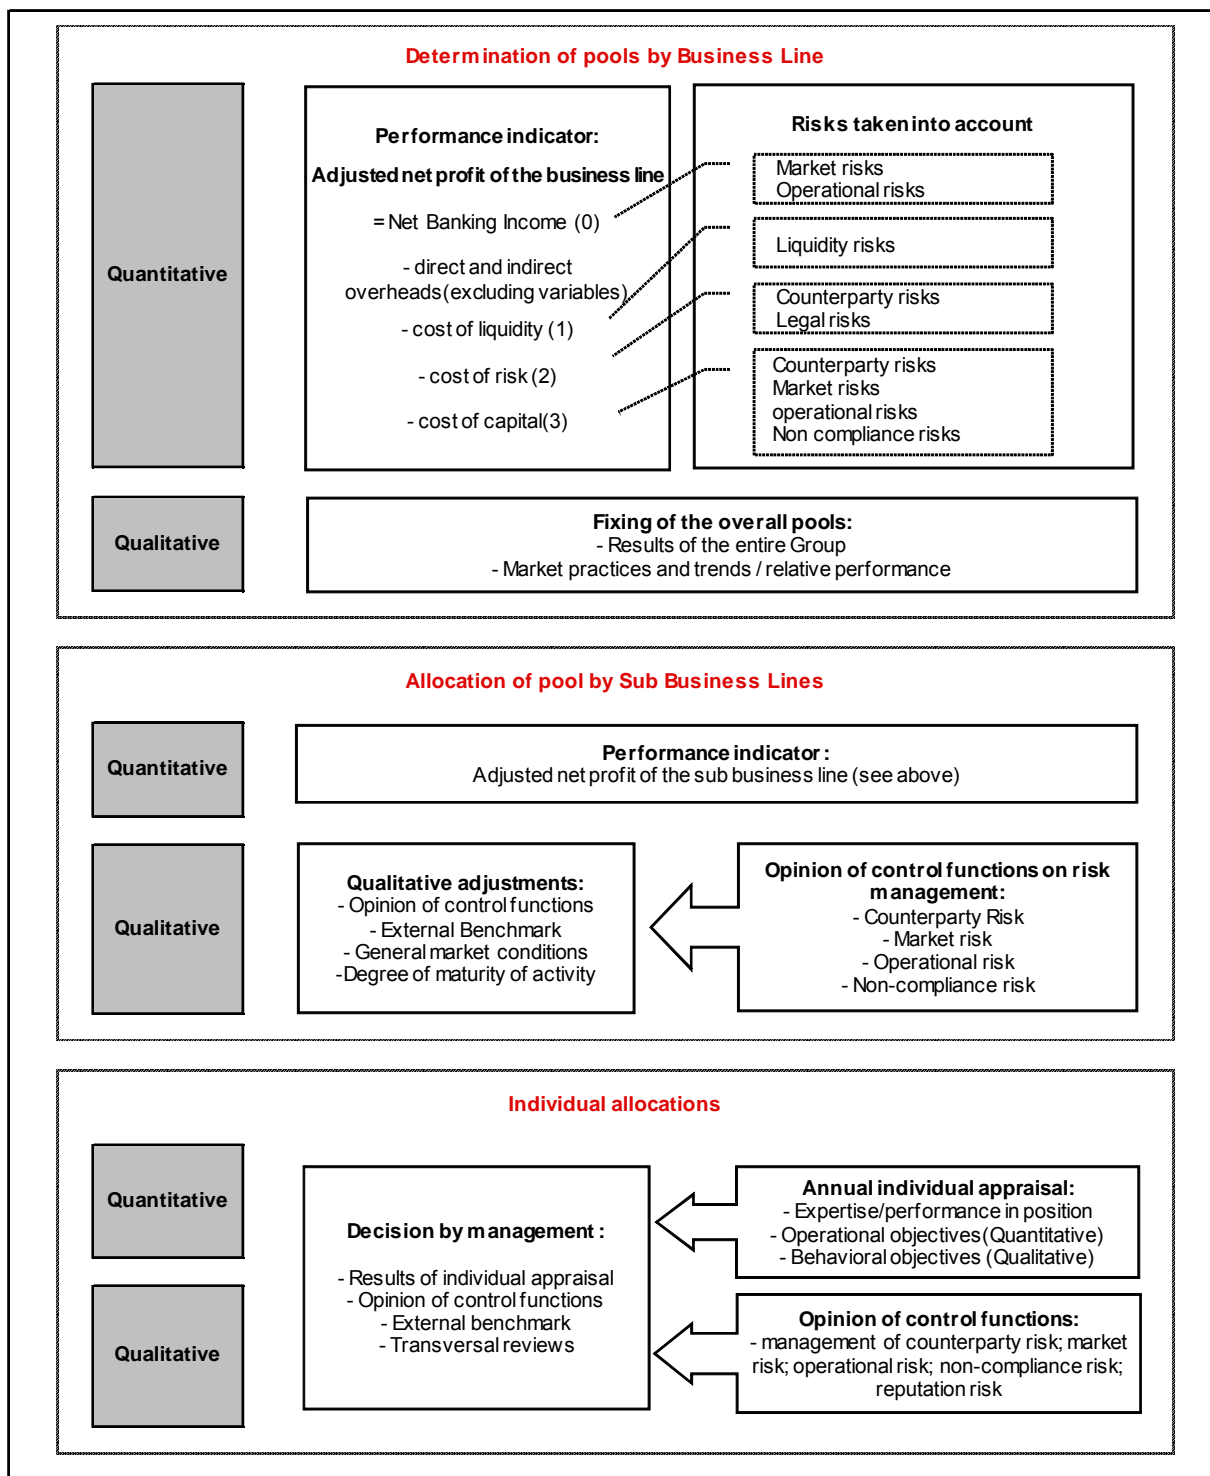 Determination of pools by Business Line
Quantitative
Performance indicator:
Adjusted net profit of the business line
= Net Banking Income (0)
- direct and indirect
overheads(excluding variables)
- cost of liquidity (1)
- cost of risk (2)
- cost of capital(3)
Risks taken into account
Market risks
Operational risks
Liquidity risks
Counterparty risks
Legal risks
Counterparty risks
Market risks
operational risks
Non compliance risks
Qualitative
Fixing of the overall pools:
- Results of the entire Group
- Market practices and trends / relative performance
Allocation of pool by Sub Business Lines
Quantitative
Performance indicator :
Adjusted net profit of the sub business line (see above)
Qualitative
Qualitative adjustments:
- Opinion of control functions
- External Benchmark
- General market conditions
-Degree of maturity of activity
Opinion of control functions on risk
management:
- Counterparty Risk
- Market risk
- Operational risk
- Non-compliance risk
Individual allocations
Quantitative
Qualitative
Decision by management :
- Results of individual appraisal
- Opinion of control functions
- External benchmark
- Transversal reviews
Annual individual appraisal:
- Expertise/performance in position
- Operational objectives (Quantitative)
- Behavioral objectives (Qualitative)
Opinion of control functions:
- management of counterparty risk; market
risk; operational risk; non-compliance risk;
reputation risk